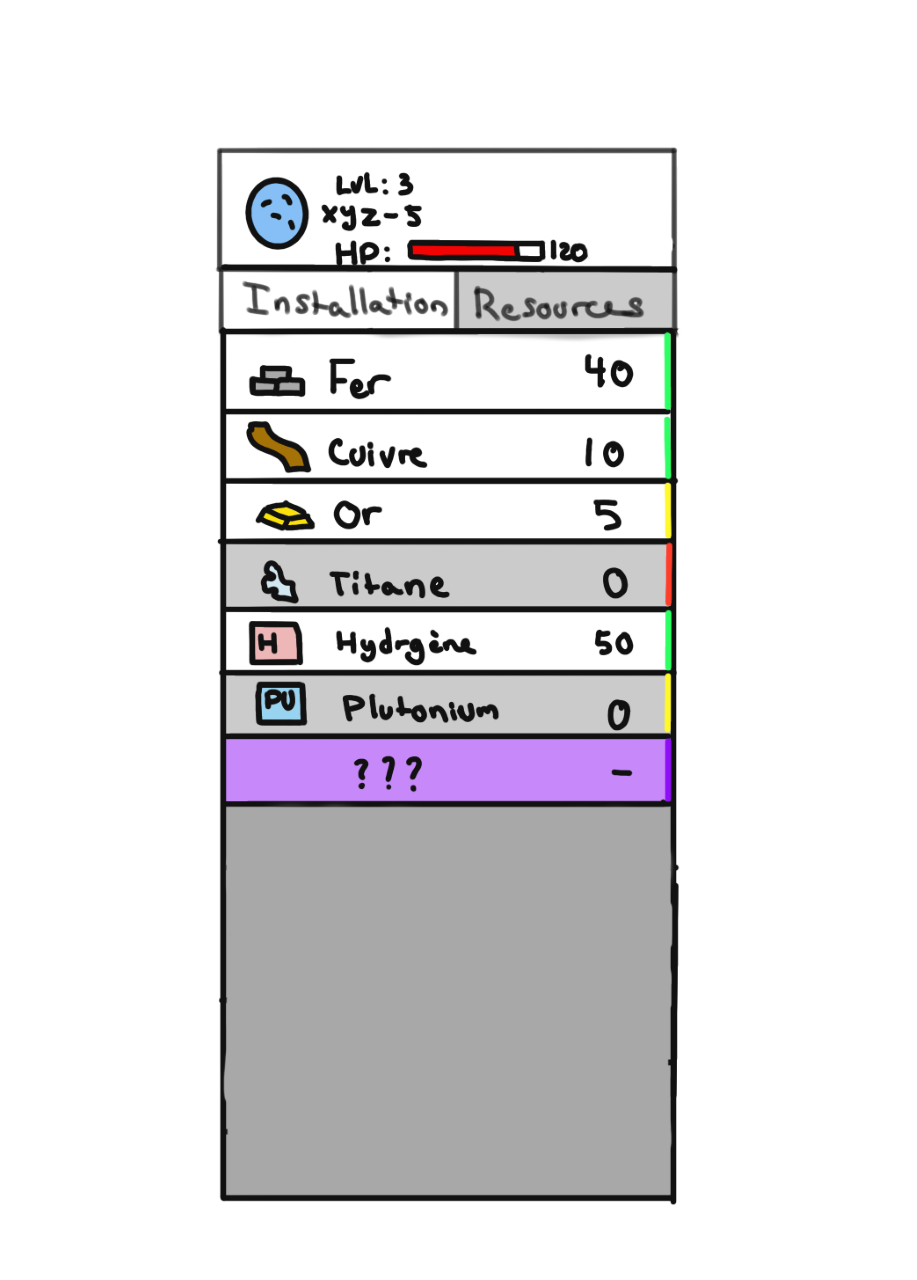 LvL: 3
xyz-5
HP: 120
Installation Resources
Fer 40
Cuivre 10
Or 5
Titane 0
H Hydrgène 50
PU Plutonium 0
??? -